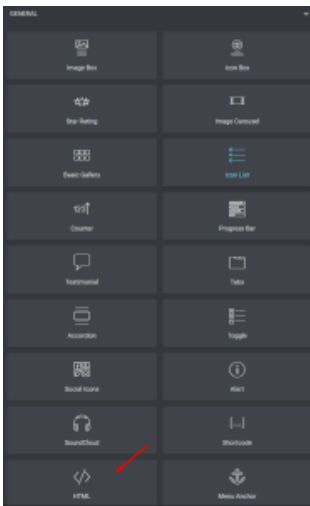 GENERAL
Image Box
Icon Box
Star Rating
Image Carousel
Basic Gallery
Icon List
Counter
Progress Bar
Testimonial
Tabs
Accordion
Toggle
Social Icons
Alert
SoundCloud
Shortcode
HTML
Menu Anchor